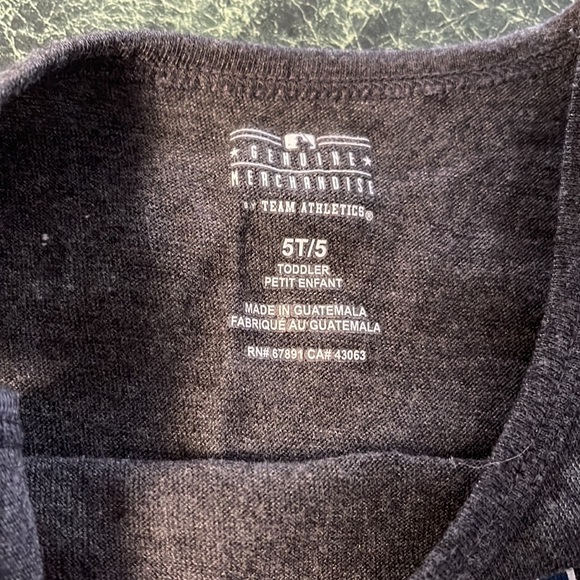 GENUINE
MERCHANDISE
BY TEAM ATHLETICS®
5T/5
TODDLER
PETIT ENFANT
MADE IN GUATEMALA
FABRIQUE AU GUATEMALA
RN# 67891 CA# 43063